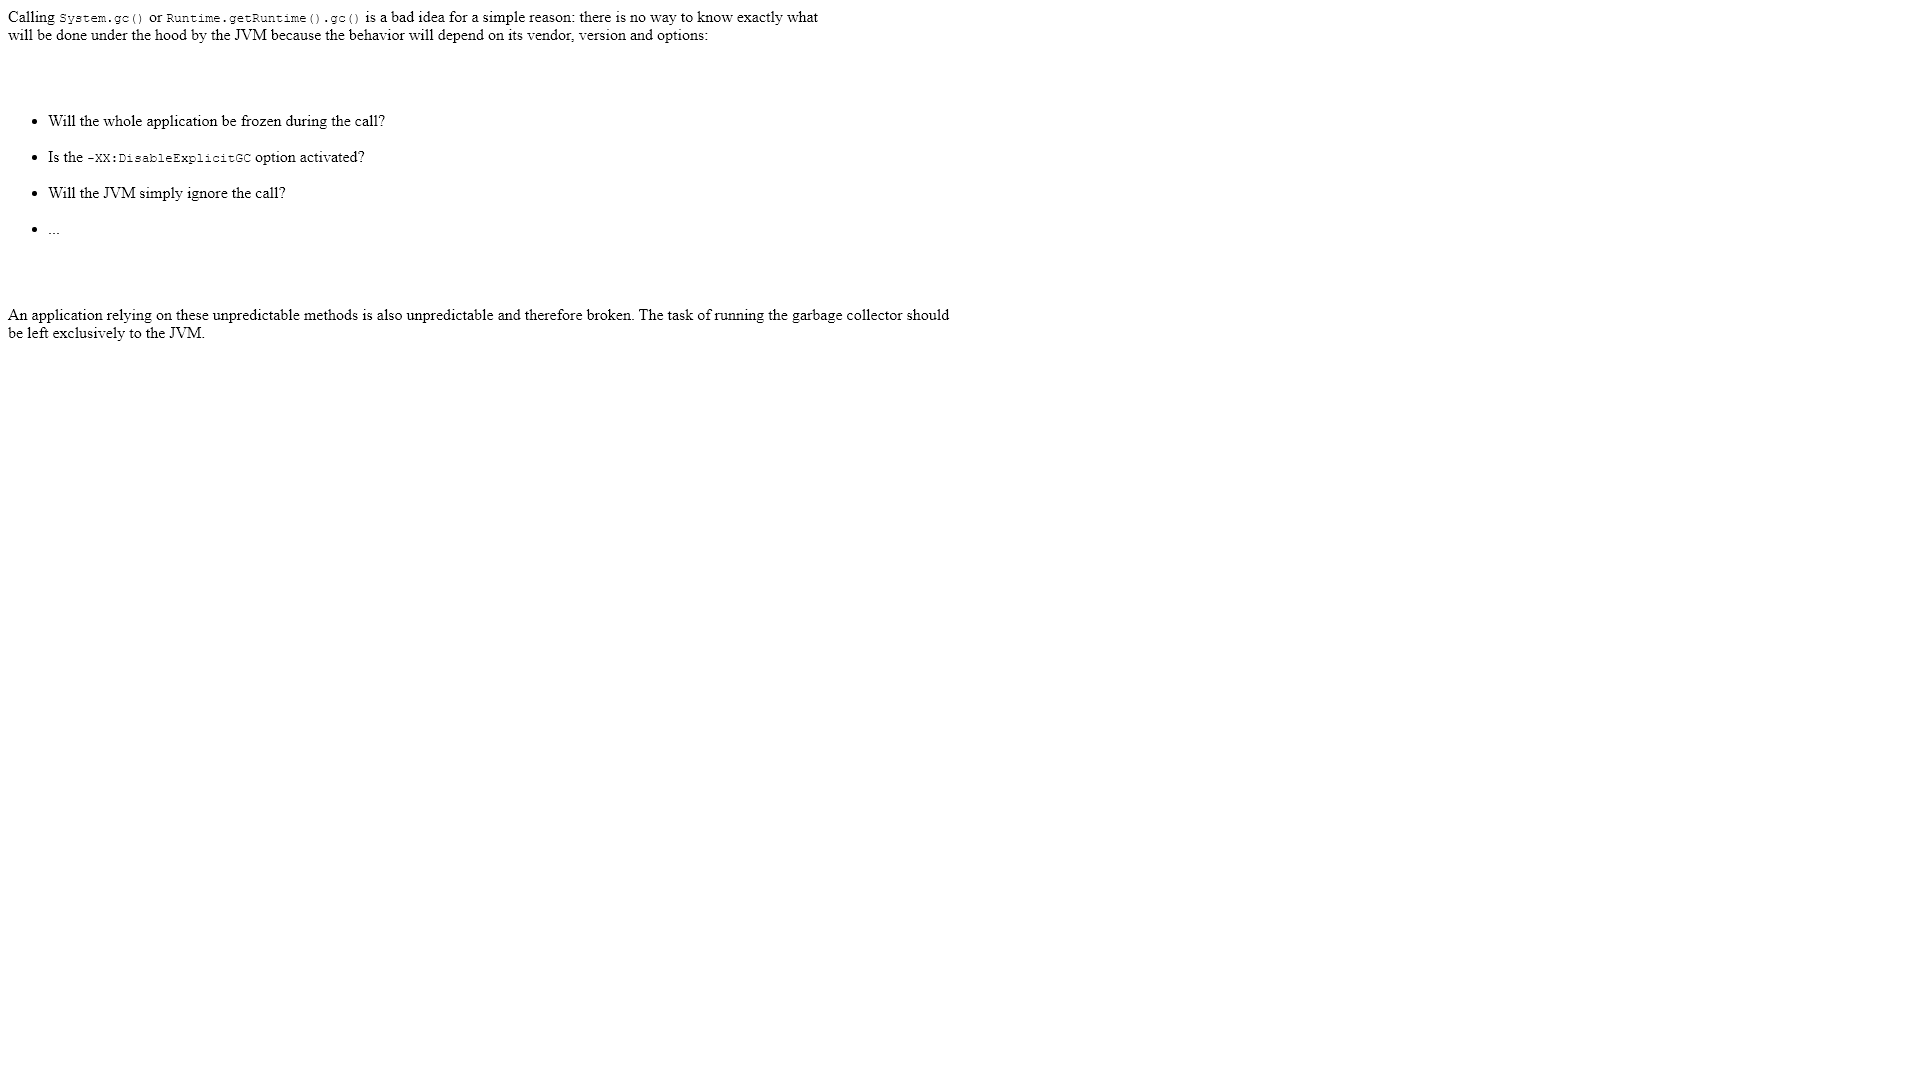 Calling System.gc() or Runtime.getRuntime().gc() is a bad idea for a simple reason: there is no way to know exactly what
will be done under the hood by the JVM because the behavior will depend on its vendor, version and options:
• Will the whole application be frozen during the call?
• Is the -XX:DisableExplicitGC option activated?
• Will the JVM simply ignore the call?
• ...
An application relying on these unpredictable methods is also unpredictable and therefore broken. The task of running the garbage collector should
be left exclusively to the JVM.